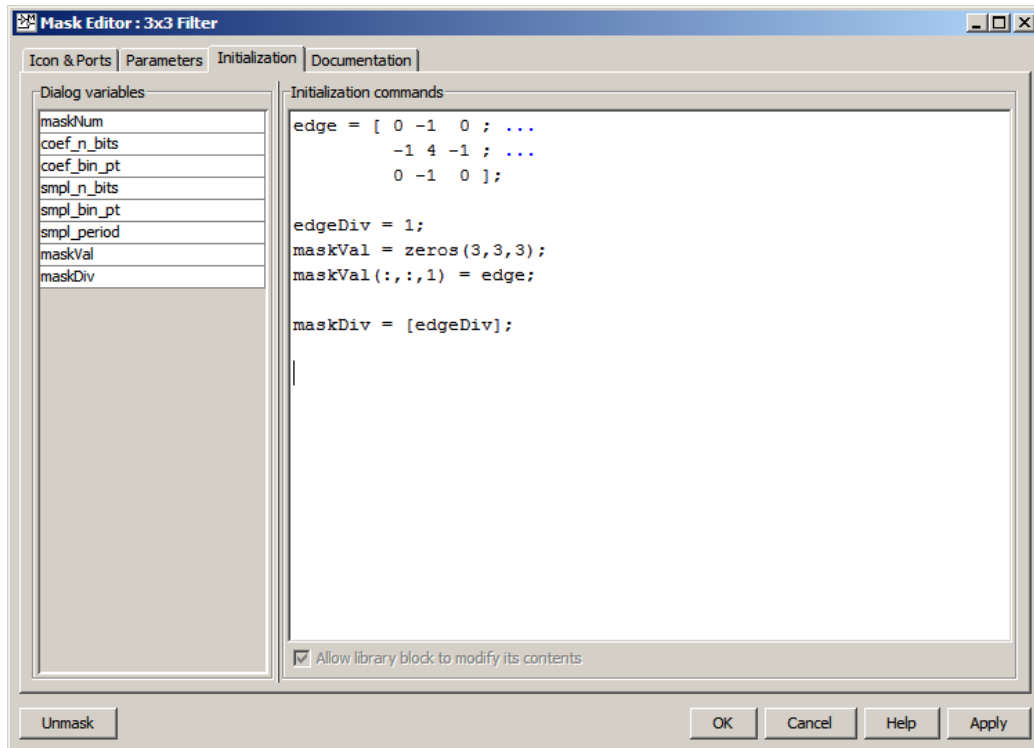 Mask Editor : 3x3 Filter
Icon & Ports Parameters Initialization Documentation
Dialog variables
maskNum
coef_n_bits
coef_bin_pt
smpl_n_bits
smpl_bin_pt
smpl_period
maskVal
maskDiv
Initialization commands
edge = [ 0 -1  0 ; ...
-1 4 -1 ; ...
0 -1  0 ];
edgeDiv = 1;
maskVal = zeros(3,3,3);
maskVal(:,:,1) = edge;
maskDiv = [edgeDiv];
Allow library block to modify its contents
Unmask OK Cancel Help Apply